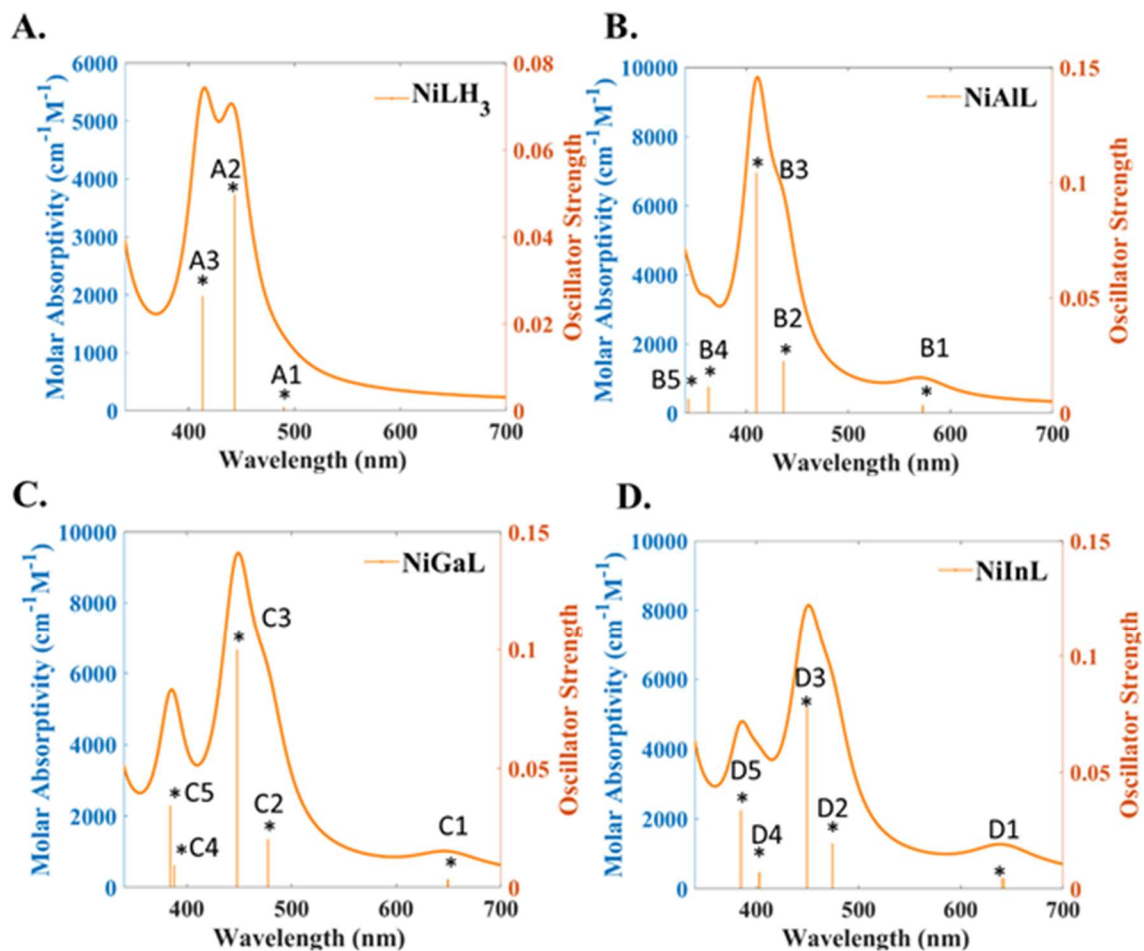 A.
6000
5000
4000
3000
2000
1000
0
Molar Absorptivity (cm⁻¹M⁻¹)
NiLH₃
A3
*
A2
*
A1
*
0.08
0.06
0.04
0.02
0
Oscillator Strength
400
500
600
700
Wavelength (nm)
B.
10000
8000
6000
4000
2000
0
Molar Absorptivity (cm⁻¹M⁻¹)
NiAlL
B5
*
B4
*
*
B3
B2
*
B1
*
0.15
0.1
0.05
0
Oscillator Strength
400
500
600
700
Wavelength (nm)
C.
10000
8000
6000
4000
2000
0
Molar Absorptivity (cm⁻¹M⁻¹)
NiGaL
* C5
* C4
*
C3
C2
*
C1
*
0.15
0.1
0.05
0
Oscillator Strength
400
500
600
700
Wavelength (nm)
D.
10000
8000
6000
4000
2000
0
Molar Absorptivity (cm⁻¹M⁻¹)
NiInL
D5
*
D4
*
D3
*
D2
*
D1
*
0.15
0.1
0.05
0
Oscillator Strength
400
500
600
700
Wavelength (nm)